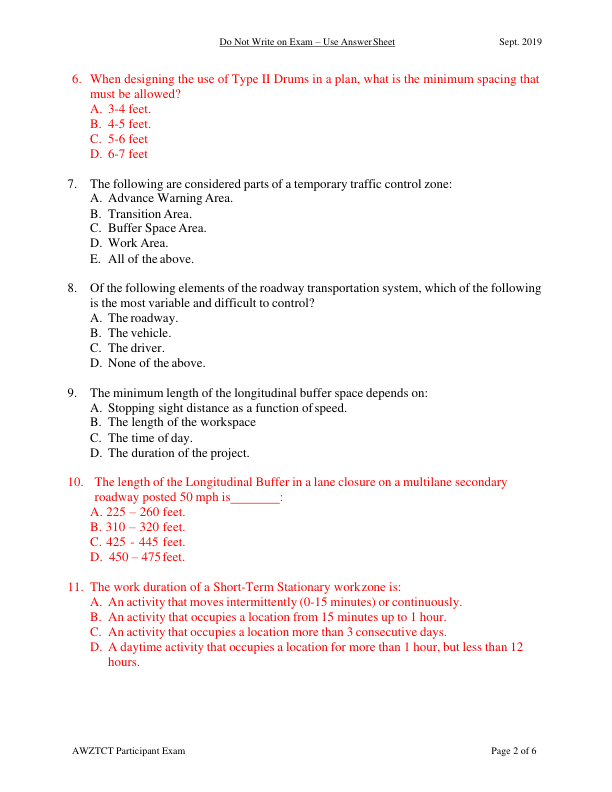 Do Not Write on Exam – Use Answer Sheet Sept. 2019
6. When designing the use of Type II Drums in a plan, what is the minimum spacing that
must be allowed?
A. 3-4 feet.
B. 4-5 feet.
C. 5-6 feet
D. 6-7 feet
7. The following are considered parts of a temporary traffic control zone:
A. Advance Warning Area.
B. Transition Area.
C. Buffer Space Area.
D. Work Area.
E. All of the above.
8. Of the following elements of the roadway transportation system, which of the following
is the most variable and difficult to control?
A. The roadway.
B. The vehicle.
C. The driver.
D. None of the above.
9. The minimum length of the longitudinal buffer space depends on:
A. Stopping sight distance as a function of speed.
B. The length of the workspace
C. The time of day.
D. The duration of the project.
10. The length of the Longitudinal Buffer in a lane closure on a multilane secondary
roadway posted 50 mph is________:
A. 225 – 260 feet.
B. 310 – 320 feet.
C. 425 - 445 feet.
D. 450 – 475 feet.
11. The work duration of a Short-Term Stationary work zone is:
A. An activity that moves intermittently (0-15 minutes) or continuously.
B. An activity that occupies a location from 15 minutes up to 1 hour.
C. An activity that occupies a location more than 3 consecutive days.
D. A daytime activity that occupies a location for more than 1 hour, but less than 12
hours.
AWZTCT Participant Exam Page 2 of 6